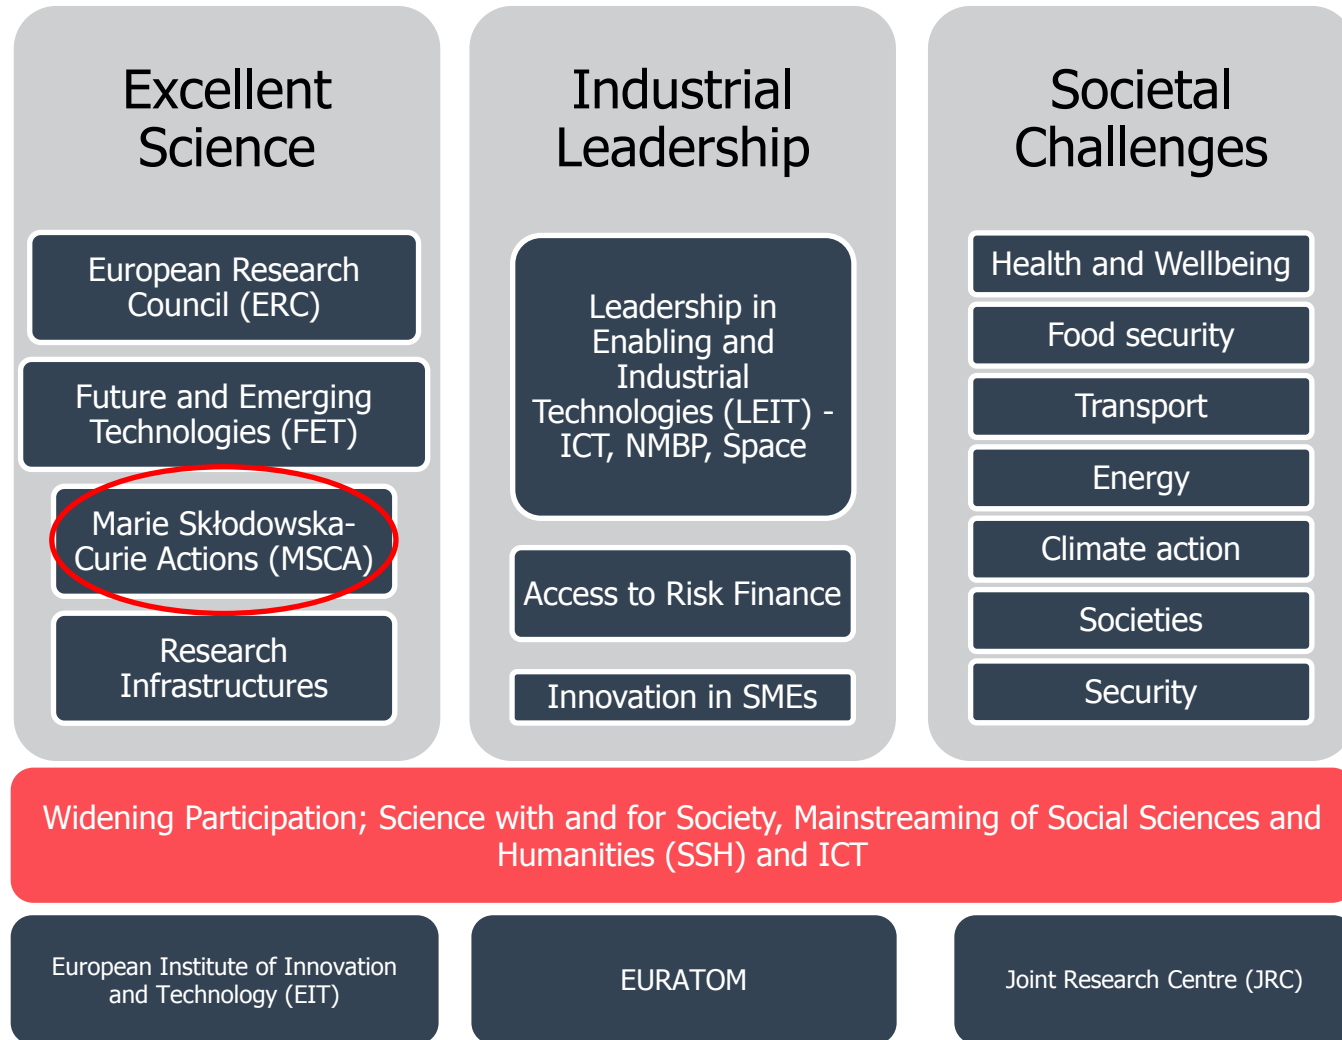 Excellent
Science
European Research
Council (ERC)
Future and Emerging
Technologies (FET)
Marie Skłodowska-
Curie Actions (MSCA)
Research
Infrastructures
Industrial
Leadership
Leadership in
Enabling and
Industrial
Technologies (LEIT) -
ICT, NMBP, Space
Access to Risk Finance
Innovation in SMEs
Societal
Challenges
Health and Wellbeing
Food security
Transport
Energy
Climate action
Societies
Security
Widening Participation; Science with and for Society, Mainstreaming of Social Sciences and
Humanities (SSH) and ICT
European Institute of Innovation
and Technology (EIT)
EURATOM
Joint Research Centre (JRC)